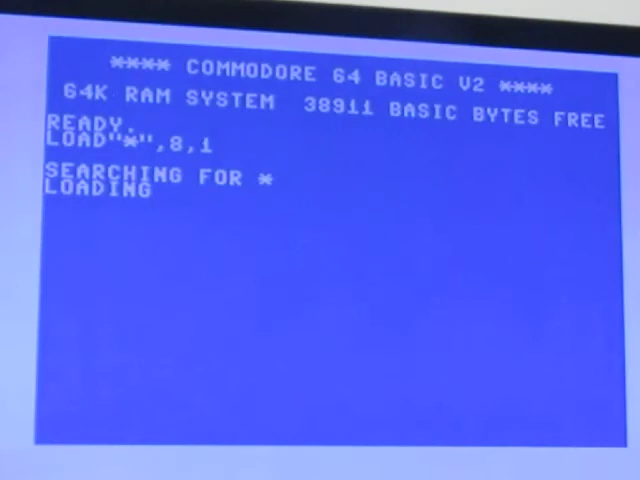 **** COMMODORE 64 BASIC V2 ****
64K RAM SYSTEM 38911 BASIC BYTES FREE
READY.
LOAD"*",8,1
SEARCHING FOR *
LOADING